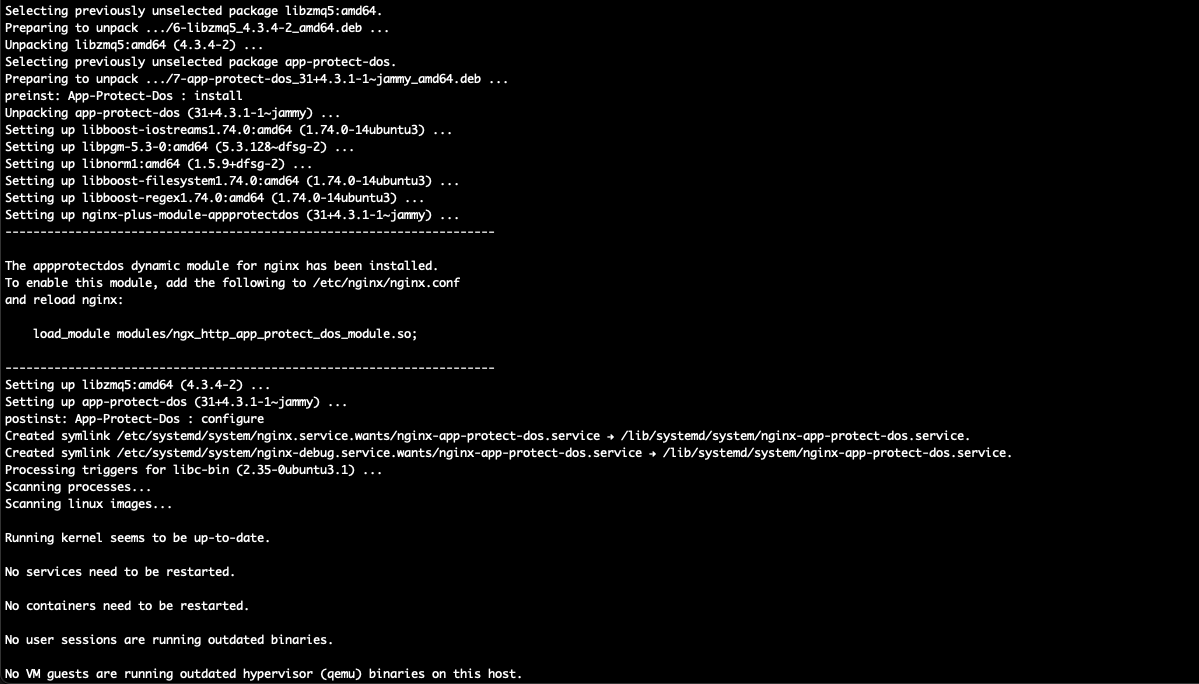 Selecting previously unselected package libzmq5:amd64.
Preparing to unpack .../6-libzmq5_4.3.4-2_amd64.deb ...
Unpacking libzmq5:amd64 (4.3.4-2) ...
Selecting previously unselected package app-protect-dos.
Preparing to unpack .../7-app-protect-dos_31+4.3.1-1~jammy_amd64.deb ...
preinst: App-Protect-Dos : install
Unpacking app-protect-dos (31+4.3.1-1~jammy) ...
Setting up libboost-iostreams1.74.0:amd64 (1.74.0-14ubuntu3) ...
Setting up libpgm-5.3-0:amd64 (5.3.128~dfsg-2) ...
Setting up libnorm1:amd64 (1.5.9+dfsg-2) ...
Setting up libboost-filesystem1.74.0:amd64 (1.74.0-14ubuntu3) ...
Setting up libboost-regex1.74.0:amd64 (1.74.0-14ubuntu3) ...
Setting up nginx-plus-module-appprotectdos (31+4.3.1-1~jammy) ...
----------------------------------------------------------------------
The appprotectdos dynamic module for nginx has been installed.
To enable this module, add the following to /etc/nginx/nginx.conf
and reload nginx:
load_module modules/ngx_http_app_protect_dos_module.so;
----------------------------------------------------------------------
Setting up libzmq5:amd64 (4.3.4-2) ...
Setting up app-protect-dos (31+4.3.1-1~jammy) ...
postinst: App-Protect-Dos : configure
Created symlink /etc/systemd/system/nginx.service.wants/nginx-app-protect-dos.service → /lib/systemd/system/nginx-app-protect-dos.service.
Created symlink /etc/systemd/system/nginx-debug.service.wants/nginx-app-protect-dos.service → /lib/systemd/system/nginx-app-protect-dos.service.
Processing triggers for libc-bin (2.35-0ubuntu3.1) ...
Scanning processes...
Scanning linux images...
Running kernel seems to be up-to-date.
No services need to be restarted.
No containers need to be restarted.
No user sessions are running outdated binaries.
No VM guests are running outdated hypervisor (qemu) binaries on this host.